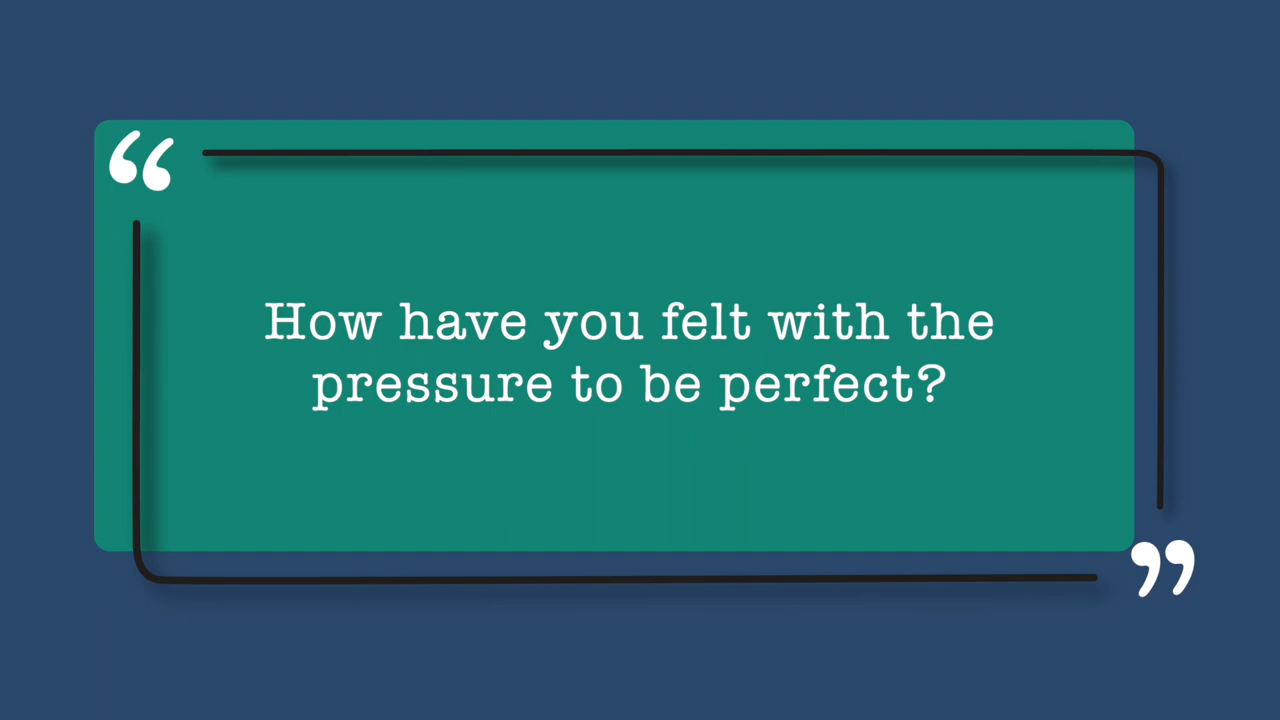 “
How have you felt with the
pressure to be perfect?
”